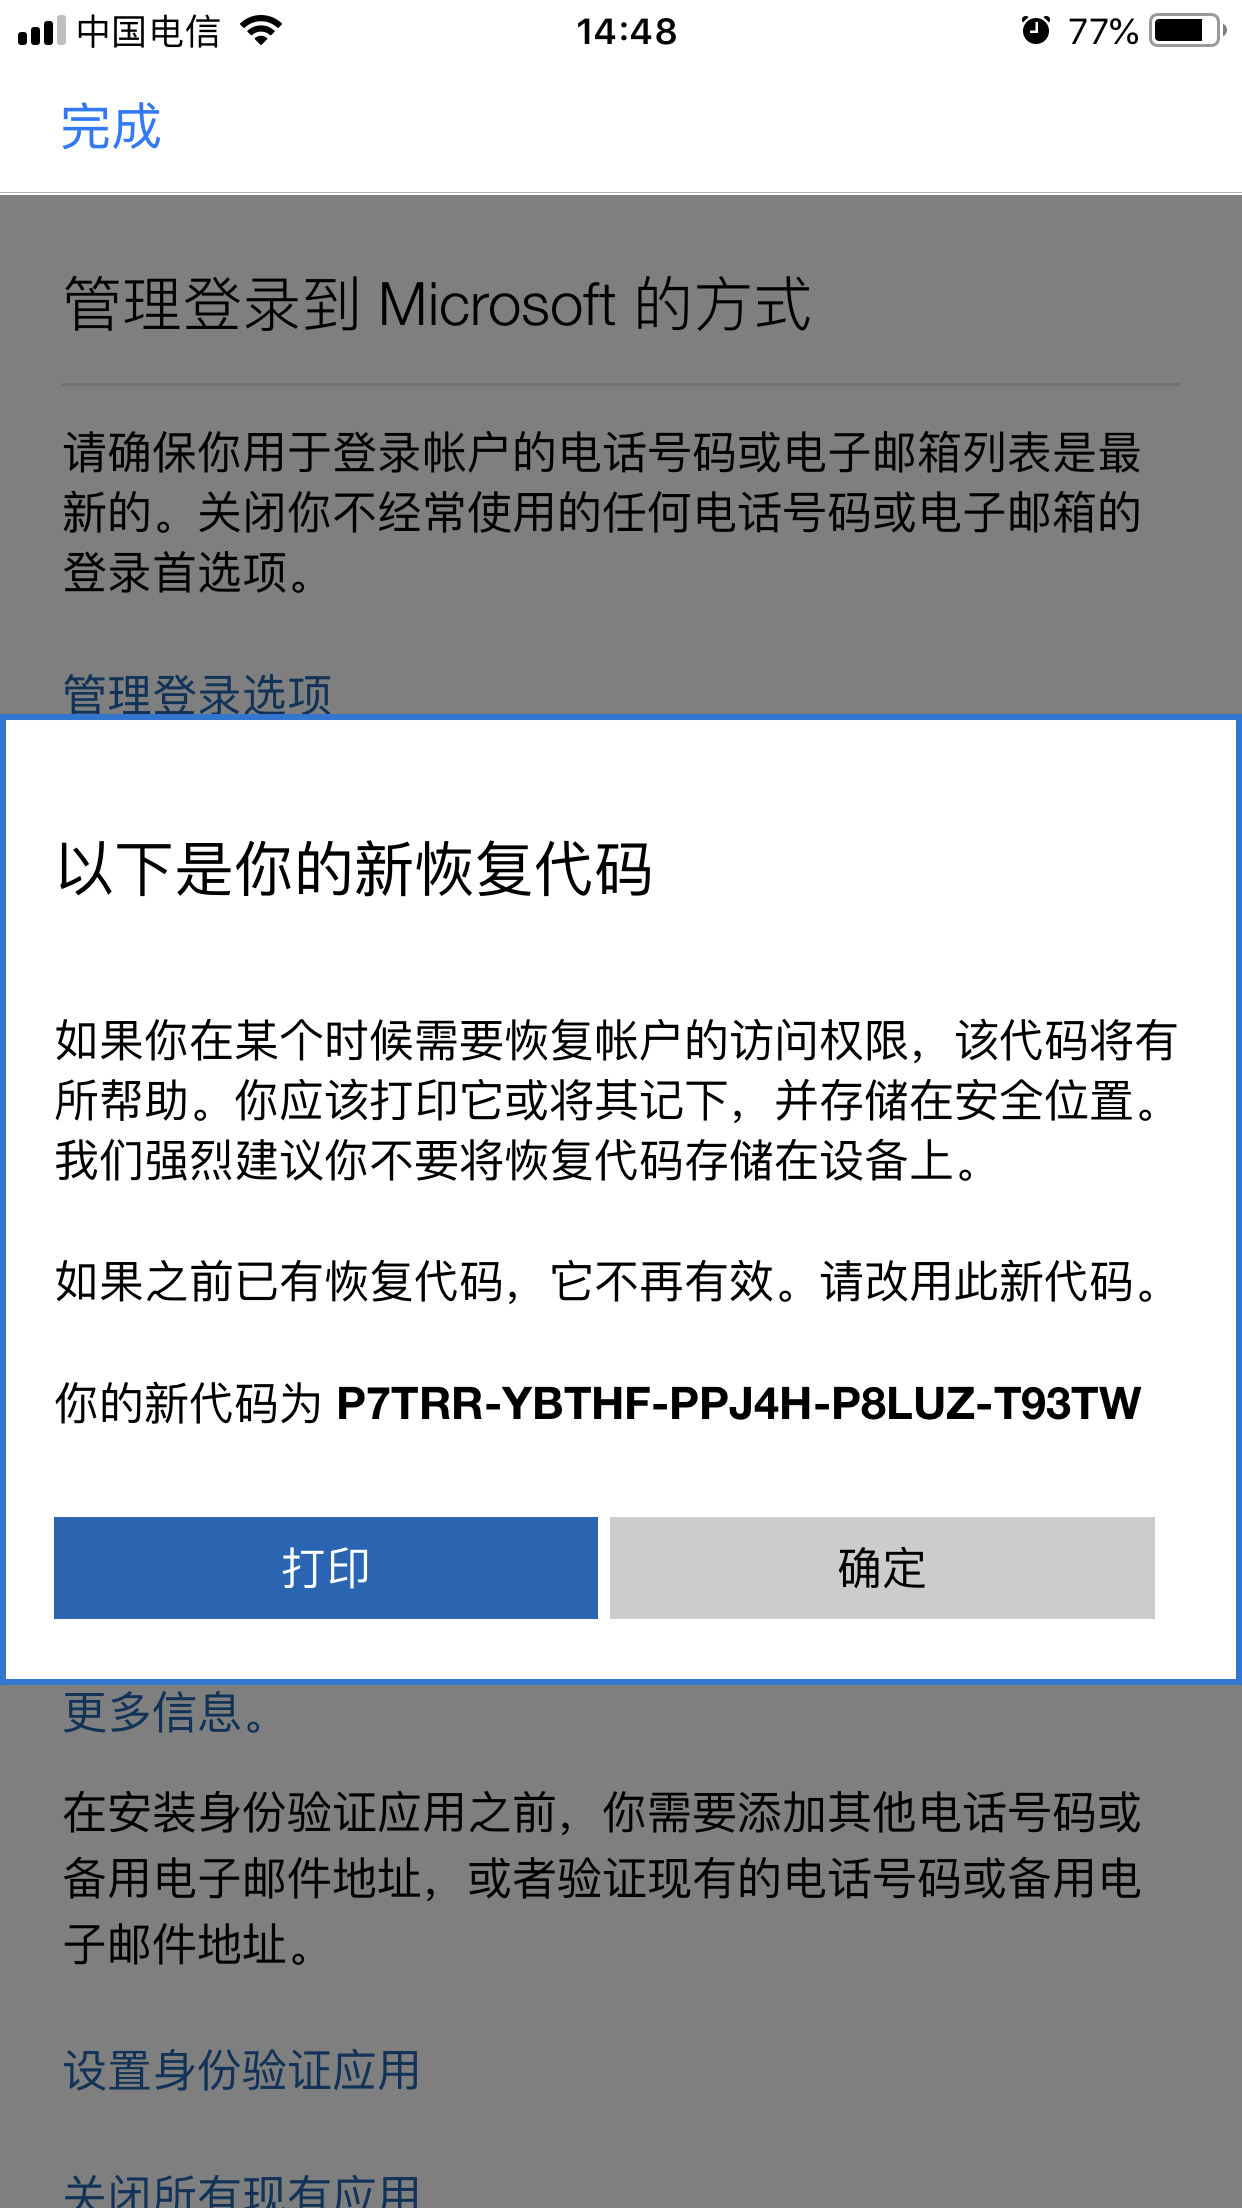 中国电信 14:48 77%
完成
管理登录到 Microsoft 的方式
请确保你用于登录帐户的电话号码或电子邮箱列表是最
新的。关闭你不经常使用的任何电话号码或电子邮箱的
登录首选项。
管理登录选项
以下是你的新恢复代码
如果你在某个时候需要恢复帐户的访问权限，该代码将有
所帮助。你应该打印它或将其记下，并存储在安全位置。
我们强烈建议你不要将恢复代码存储在设备上。
如果之前已有恢复代码，它不再有效。请改用此新代码。
你的新代码为 P7TRR-YBTHF-PPJ4H-P8LUZ-T93TW
打印 确定
更多信息。
在安装身份验证应用之前，你需要添加其他电话号码或
备用电子邮件地址，或者验证现有的电话号码或备用电
子邮件地址。
设置身份验证应用
关闭所有现有应用